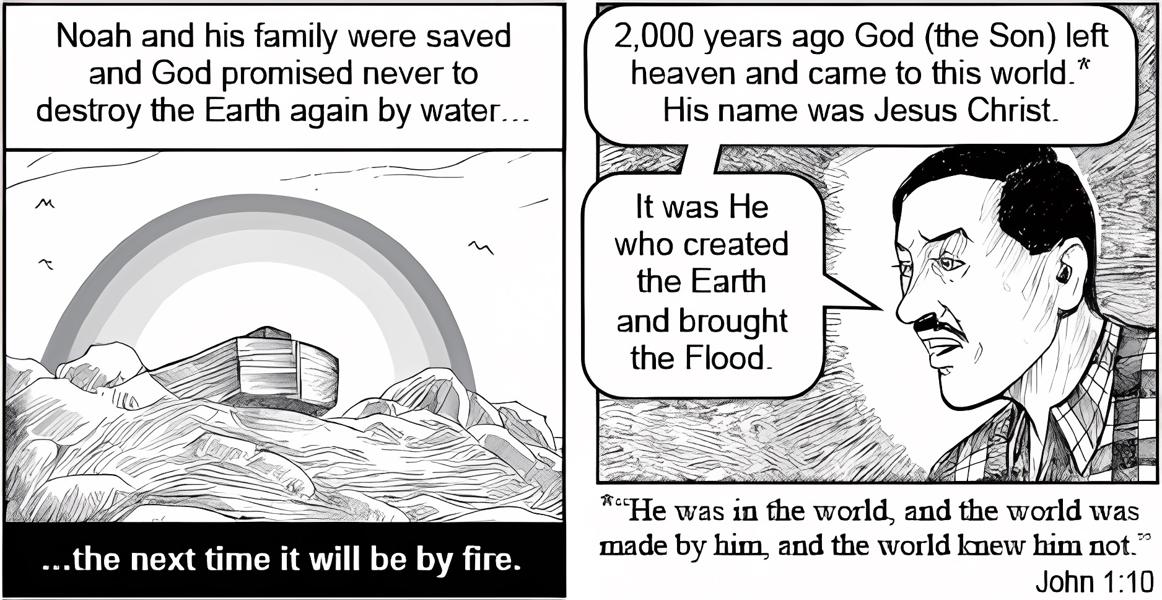 Noah and his family were saved
and God promised never to
destroy the Earth again by water...
...the next time it will be by fire.
2,000 years ago God (the Son) left
heaven and came to this world.*
His name was Jesus Christ.
It was He
who created
the Earth
and brought
the Flood.
*“He was in the world, and the world was
made by him, and the world knew him not.”
John 1:10